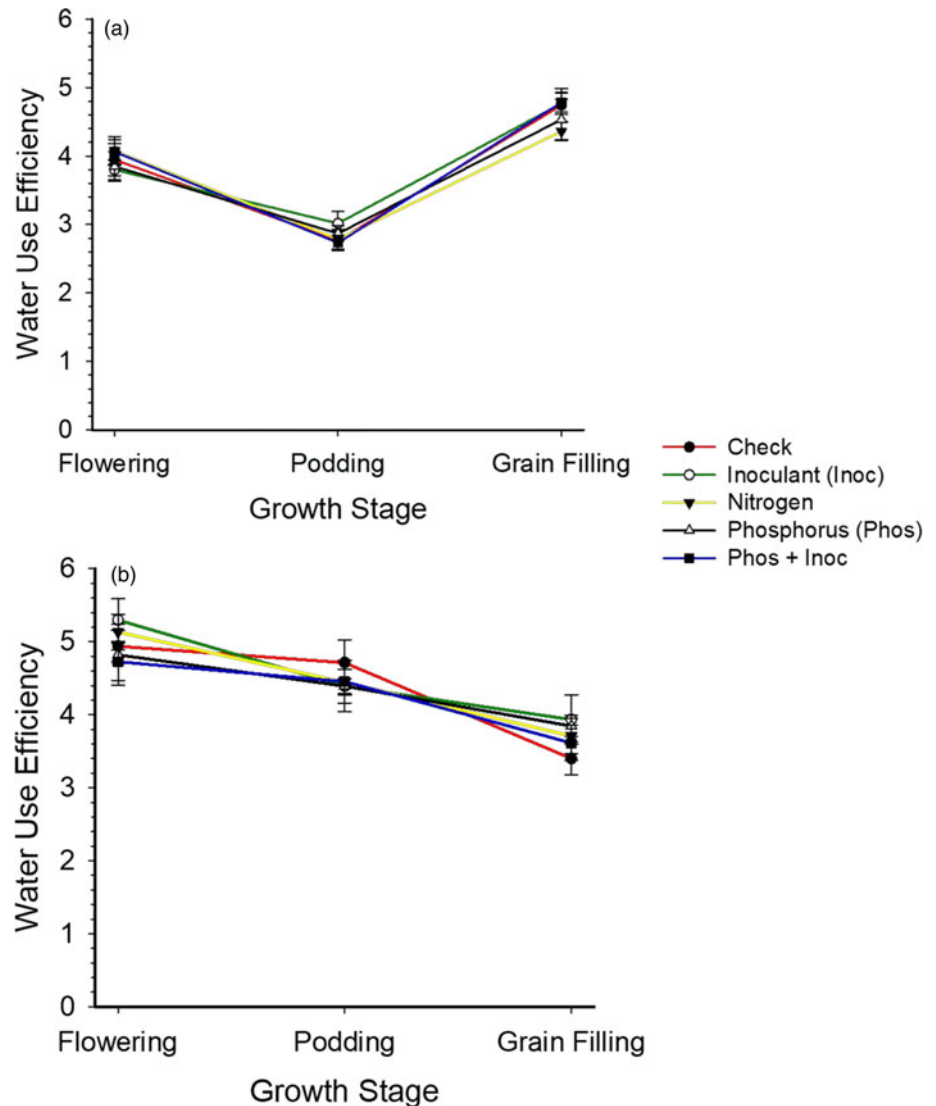 (a)
Water Use Efficiency
6
5
4
3
2
1
0
Flowering Podding Grain Filling
Growth Stage
Check
Inoculant (Inoc)
Nitrogen
Phosphorus (Phos)
Phos + Inoc
(b)
Water Use Efficiency
6
5
4
3
2
1
0
Flowering Podding Grain Filling
Growth Stage